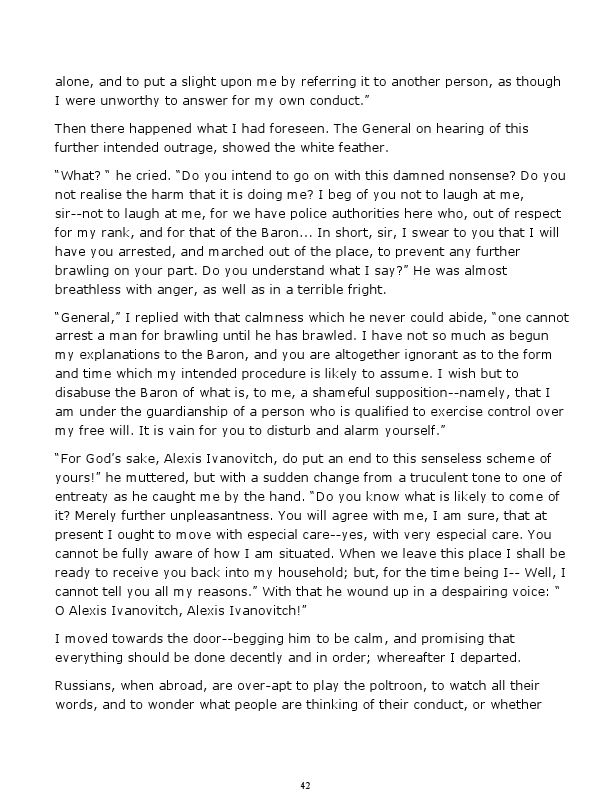 alone, and to put a slight upon me by referring it to another person, as though
I were unworthy to answer for my own conduct.”
Then there happened what I had foreseen. The General on hearing of this
further intended outrage, showed the white feather.
“What? “ he cried. “Do you intend to go on with this damned nonsense? Do you
not realise the harm that it is doing me? I beg of you not to laugh at me,
sir--not to laugh at me, for we have police authorities here who, out of respect
for my rank, and for that of the Baron... In short, sir, I swear to you that I will
have you arrested, and marched out of the place, to prevent any further
brawling on your part. Do you understand what I say?” He was almost
breathless with anger, as well as in a terrible fright.
“General,” I replied with that calmness which he never could abide, “one cannot
arrest a man for brawling until he has brawled. I have not so much as begun
my explanations to the Baron, and you are altogether ignorant as to the form
and time which my intended procedure is likely to assume. I wish but to
disabuse the Baron of what is, to me, a shameful supposition--namely, that I
am under the guardianship of a person who is qualified to exercise control over
my free will. It is vain for you to disturb and alarm yourself.”
“For God’s sake, Alexis Ivanovitch, do put an end to this senseless scheme of
yours!” he muttered, but with a sudden change from a truculent tone to one of
entreaty as he caught me by the hand. “Do you know what is likely to come of
it? Merely further unpleasantness. You will agree with me, I am sure, that at
present I ought to move with especial care--yes, with very especial care. You
cannot be fully aware of how I am situated. When we leave this place I shall be
ready to receive you back into my household; but, for the time being I-- Well, I
cannot tell you all my reasons.” With that he wound up in a despairing voice: “
O Alexis Ivanovitch, Alexis Ivanovitch!”
I moved towards the door--begging him to be calm, and promising that
everything should be done decently and in order; whereafter I departed.
Russians, when abroad, are over-apt to play the poltroon, to watch all their
words, and to wonder what people are thinking of their conduct, or whether
42